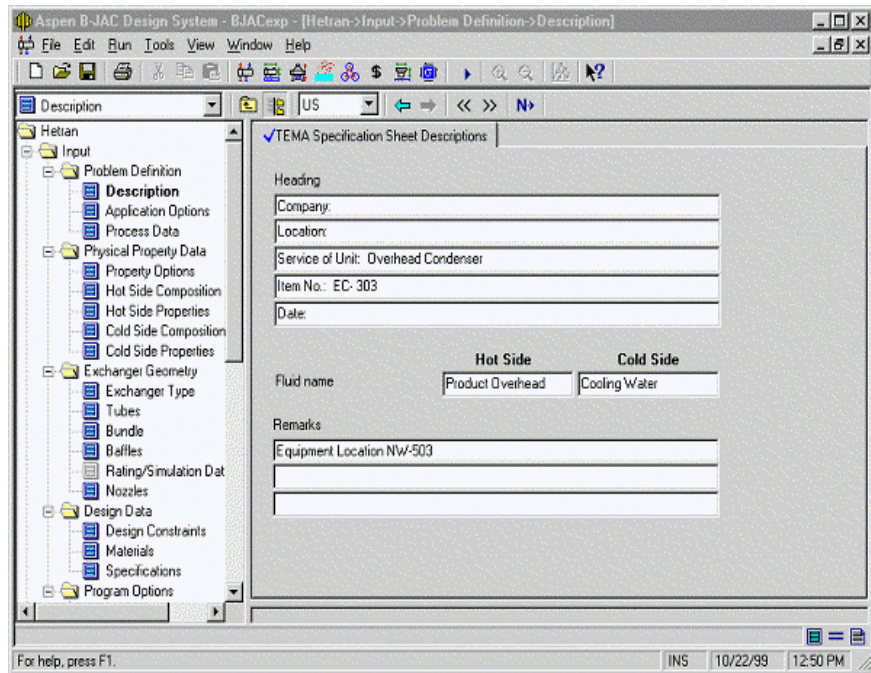 Aspen B-JAC Design System - BJACexp - [Hetran->Input->Problem Definition->Description]
File Edit Run Tools View Window Help
Description US N
Hetran
Input
Problem Definition
Description
Application Options
Process Data
Physical Property Data
Property Options
Hot Side Composition
Hot Side Properties
Cold Side Composition
Cold Side Properties
Exchanger Geometry
Exchanger Type
Tubes
Bundle
Baffles
Rating/Simulation Dat
Nozzles
Design Data
Design Constraints
Materials
Specifications
Program Options
TEMA Specification Sheet Descriptions
Heading
Company:
Location:
Service of Unit: Overhead Condenser
Item No.: EC- 303
Date:
Hot Side Cold Side
Fluid name Product Overhead Cooling Water
Remarks
Equipment Location NW-503
For help, press F1. INS 10/22/99 12:50 PM